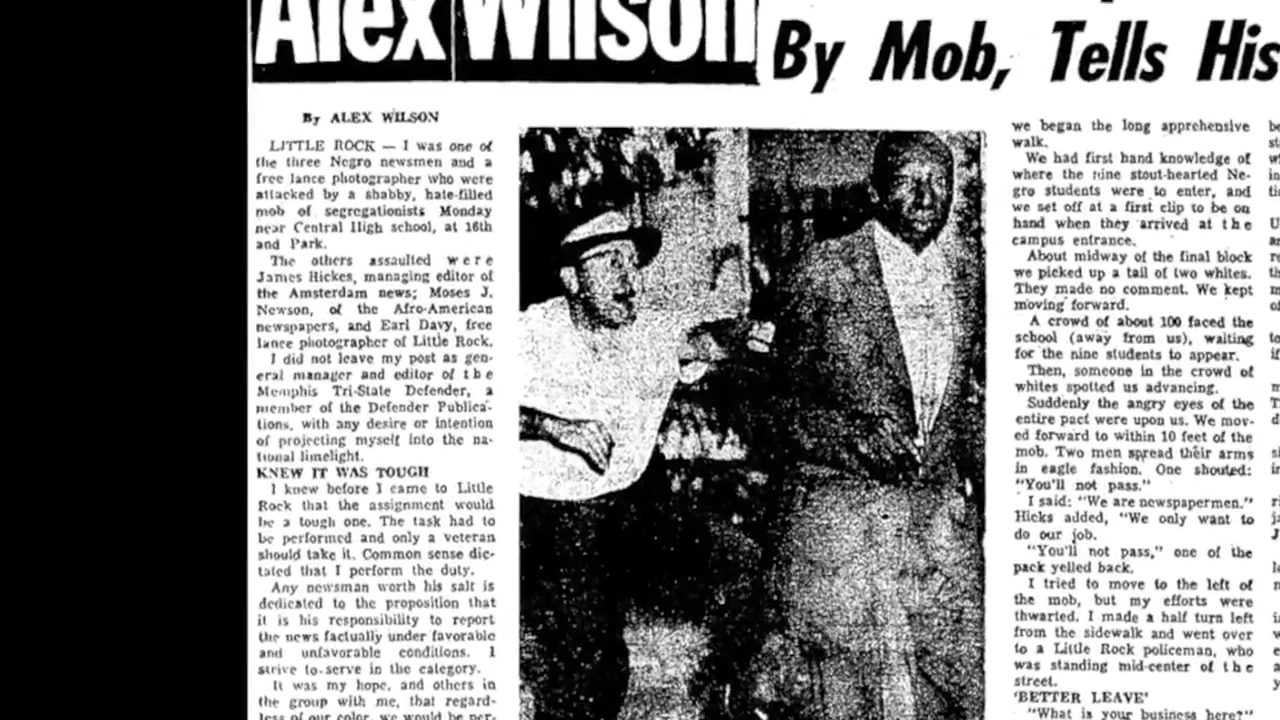 Alex Wilson
By Mob, Tells His
By ALEX WILSON
LITTLE ROCK — I was one of
the three Negro newsmen and a
free lance photographer who were
attacked by a shabby, hate-filled
mob of segregationists Monday
near Central High school, at 16th
and Park.
The others assaulted were
James Hickes, managing editor of
the Amsterdam news; Moses J.
Newson, of the Afro-American
newspapers, and Earl Davy, free
lance photographer of Little Rock.
I did not leave my post as gen-
eral manager and editor of the
Memphis Tri-State Defender, a
member of the Defender Publica-
tions, with any desire or intention
of projecting myself into the na-
tional limelight.
KNEW IT WAS TOUGH
I knew before I came to Little
Rock that the assignment would
be a tough one. The task had to
be performed and only a veteran
should take it. Common sense dic-
tated that I perform the duty.
Any newsman worth his salt is
dedicated to the proposition that
it is his responsibility to report
the news factually under favorable
and unfavorable conditions. I
strive to serve in the category.
It was my hope, and others in
the group with me, that regard-
less of our color, we would be per-
we began the long apprehensive
walk.
We had first hand knowledge of
where the nine stout-hearted Ne-
gro students were to enter, and
we set off at a first clip to be on
hand when they arrived at the
campus entrance.
About midway of the final block
we picked up a tail of two whites.
They made no comment. We kept
moving forward.
A crowd of about 100 faced the
school (away from us), waiting
for the nine students to appear.
Then, someone in the crowd of
whites spotted us advancing.
Suddenly the angry eyes of the
entire pact were upon us. We mov-
ed forward to within 10 feet of the
mob. Two men spread their arms
in eagle fashion. One shouted:
"You'll not pass."
I said: "We are newspapermen."
Hicks added, "We only want to
do our job.
"You'll not pass," one of the
pack yelled back.
I tried to move to the left of
the mob, but my efforts were
thwarted. I made a half turn left
from the sidewalk and went over
to a Little Rock policeman, who
was standing mid-center of the
street.
'BETTER LEAVE'
"What is your business here?"